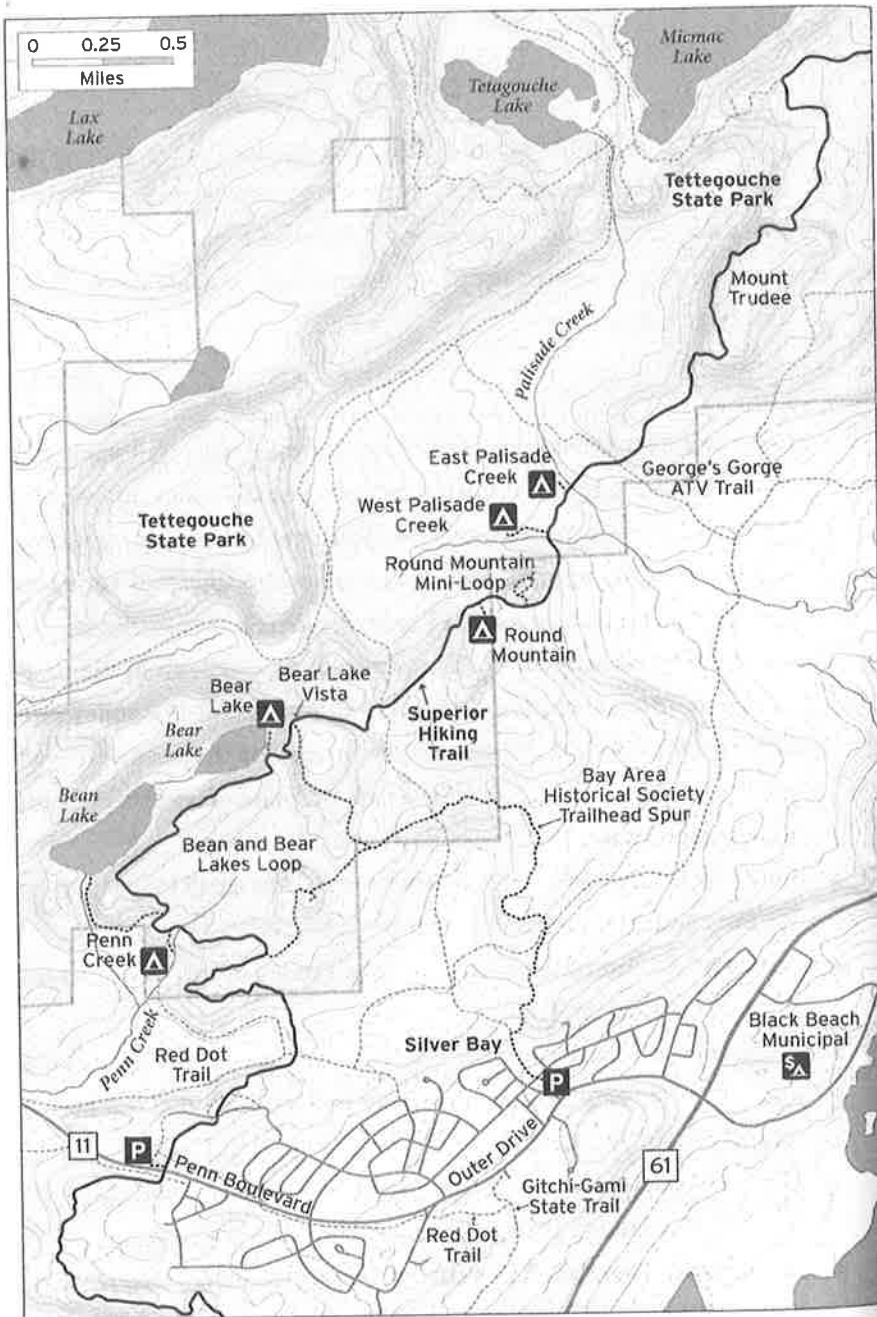 0 0.25 0.5
Miles
Lax
Lake
Tetagouche
Lake
Micmac
Lake
Tettegouche
State Park
Mount
Trudee
Palisade Creek
East Palisade
Creek
West Palisade
Creek
George's Gorge
ATV Trail
Tettegouche
State Park
Round Mountain
Mini-Loop
Round
Mountain
Bear Lake
Vista
Bear
Lake
Superior
Hiking
Trail
Bear
Lake
Bean
Lake
Bay Area
Historical Society
Trailhead Spur
Bean and Bear
Lakes Loop
Penn
Creek
Penn Creek
Red Dot
Trail
Silver Bay
Black Beach
Municipal
$
P
11
P
Penn Boulevard
Outer Drive
61
Gitchi-Gami
State Trail
Red Dot
Trail